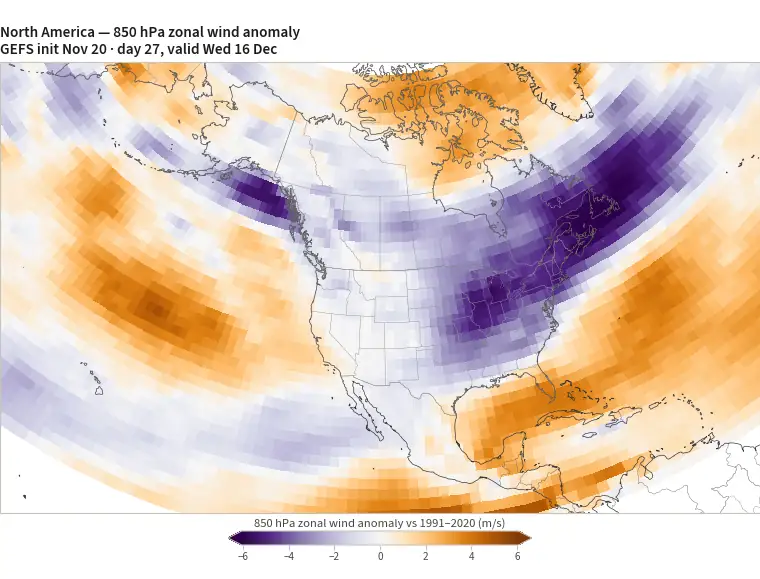 North America — 850 hPa zonal wind anomaly
GEFS init Nov 20 · day 27, valid Wed 16 Dec
850 hPa zonal wind anomaly vs 1991–2020 (m/s)
−6 −4 −2 0 2 4 6